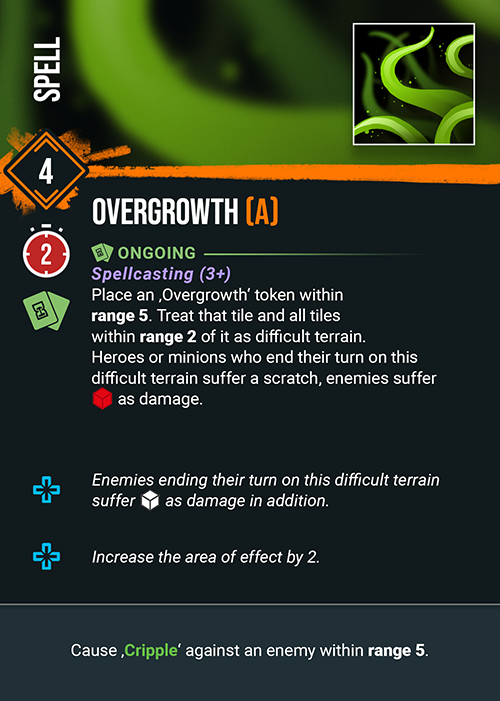 SPELL
4
OVERGROWTH (A)
2
ONGOING
Spellcasting (3+)
Place an ‚Overgrowth‘ token within
range 5. Treat that tile and all tiles
within range 2 of it as difficult terrain.
Heroes or minions who end their turn on this
difficult terrain suffer a scratch, enemies suffer
as damage.
Enemies ending their turn on this difficult terrain
suffer as damage in addition.
Increase the area of effect by 2.
Cause ‚Cripple‘ against an enemy within range 5.